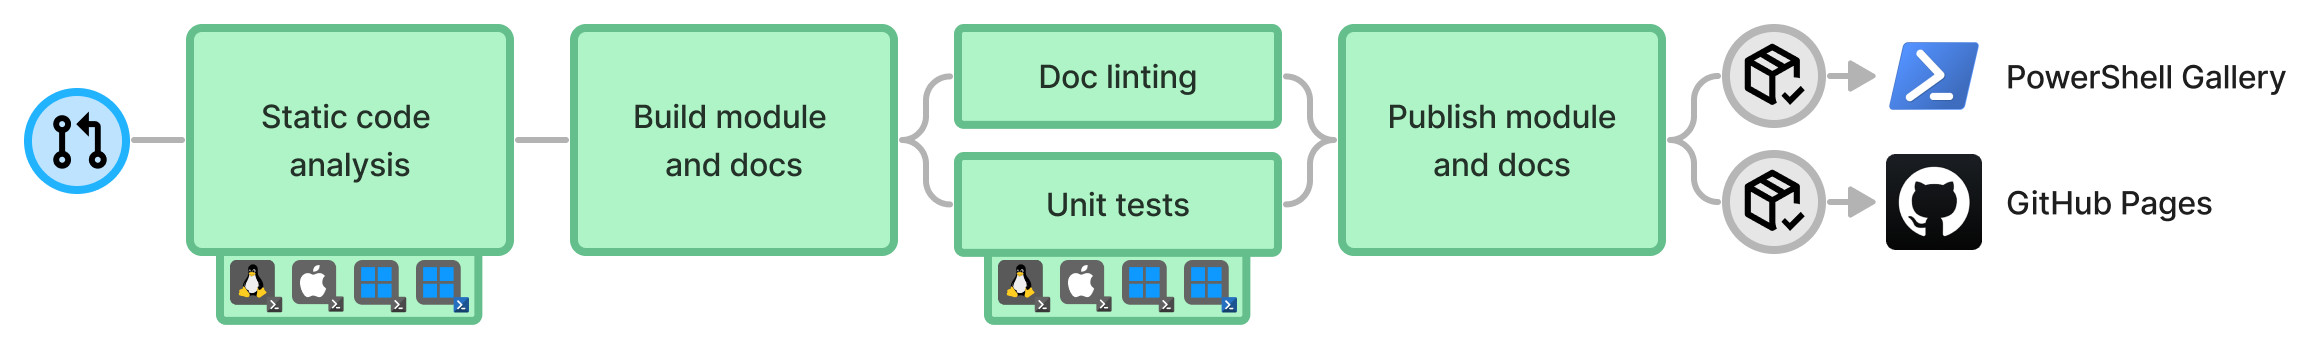 Static code
analysis
Build module
and docs
Doc linting
Unit tests
Publish module
and docs
PowerShell Gallery
GitHub Pages